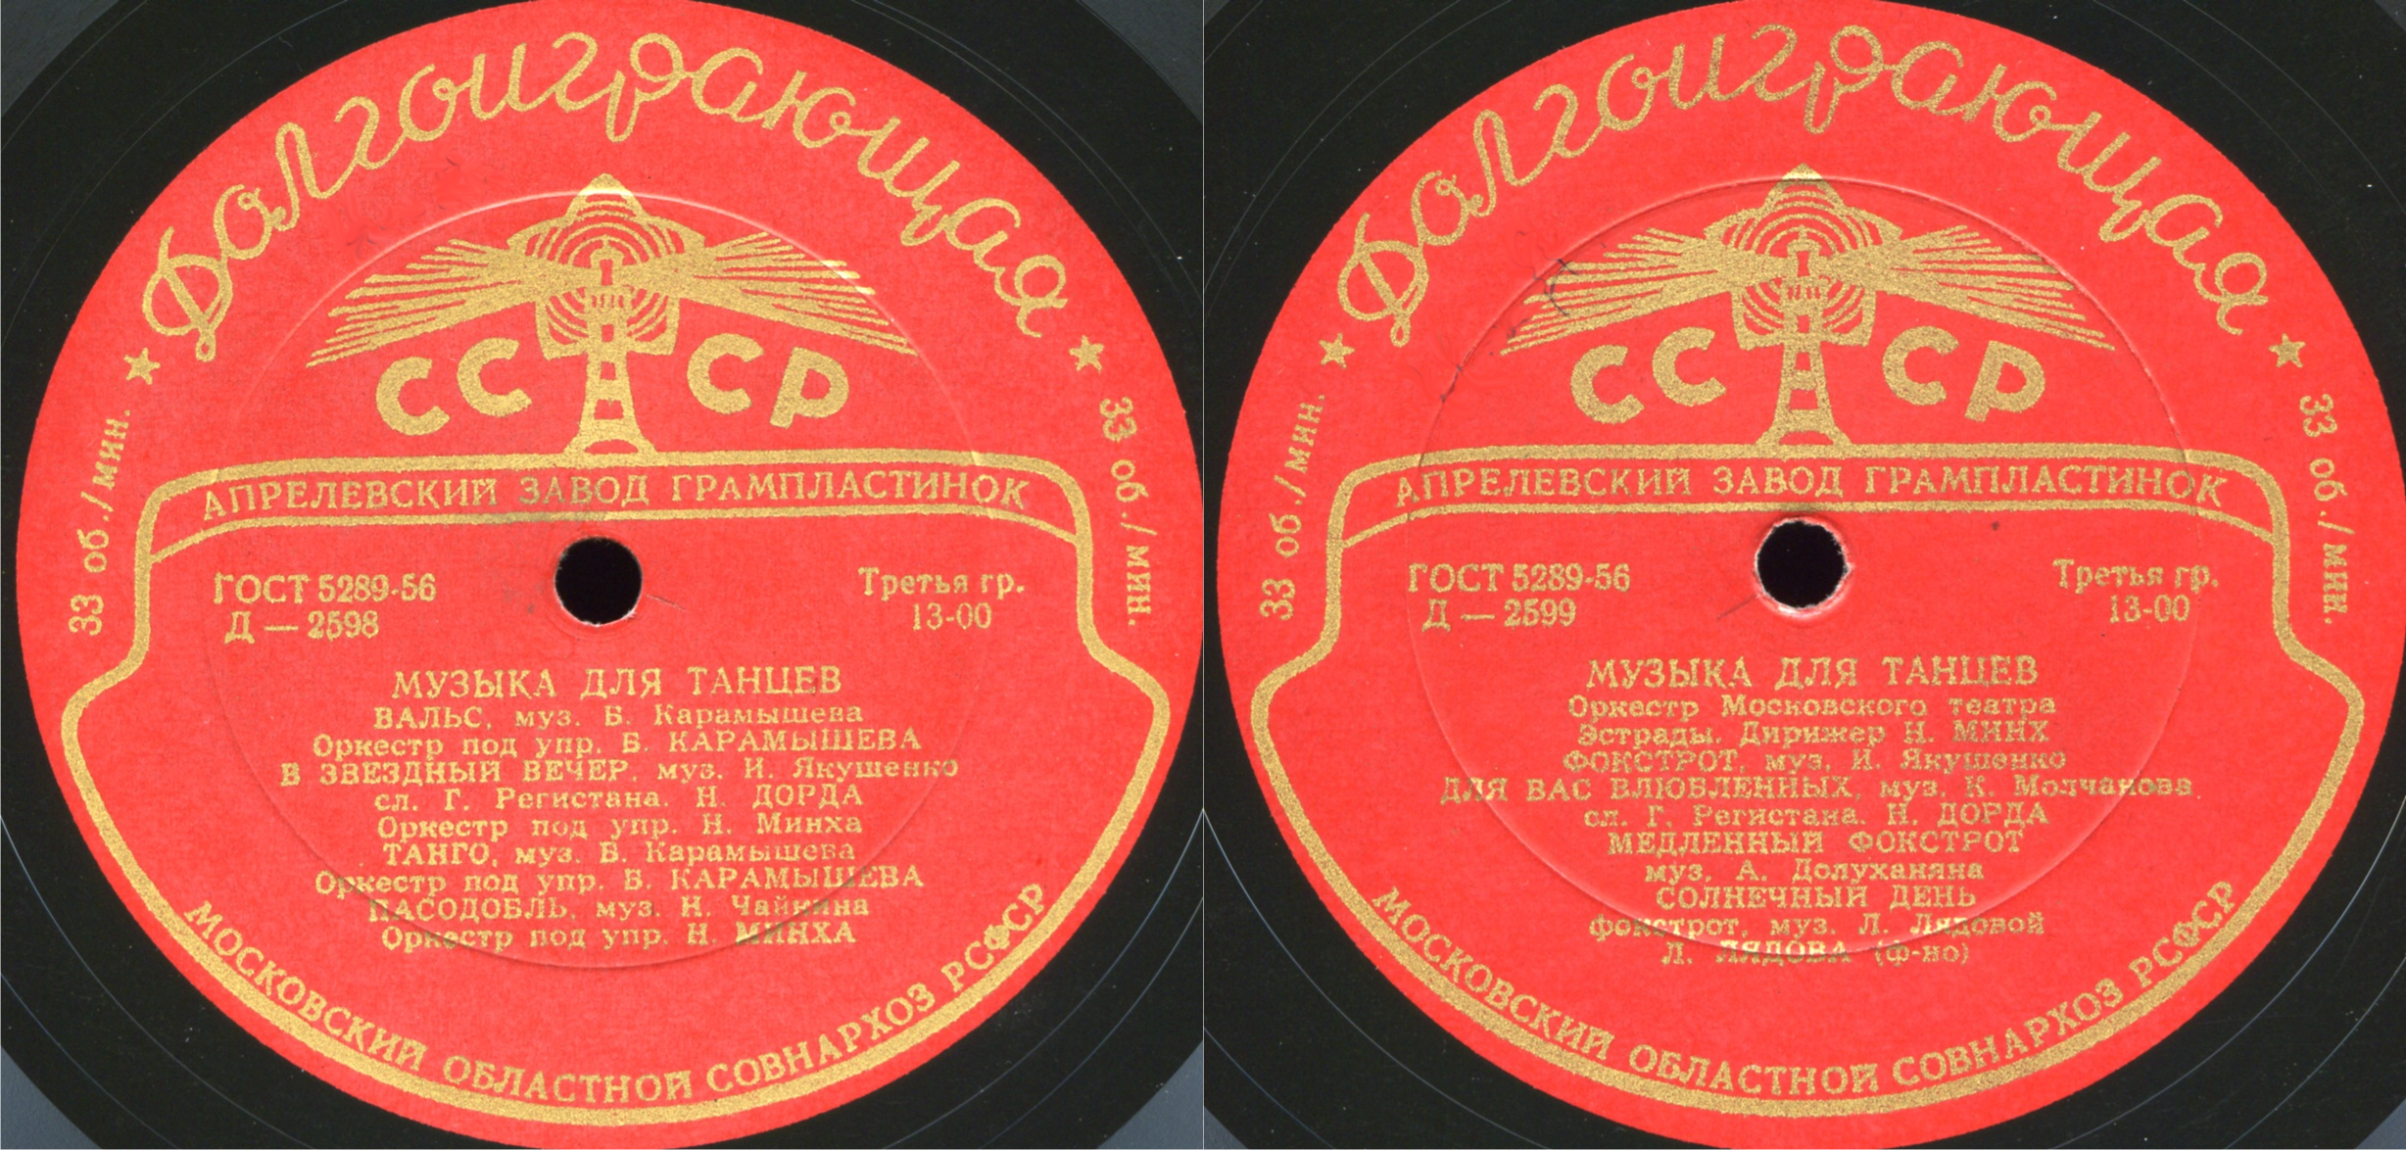 Долгоиграющая
★ 33 об./мин.
★ 33 об./мин.
СССР
АПРЕЛЕВСКИЙ ЗАВОД ГРАМПЛАСТИНОК
ГОСТ 5289-56
Д — 2598
Третья гр.
13-00
МУЗЫКА ДЛЯ ТАНЦЕВ
ВАЛЬС, муз. Б. Карамышева
Оркестр под упр. Б. КАРАМЫШЕВА
В ЗВЕЗДНЫЙ ВЕЧЕР, муз. И. Якушенко
сл. Г. Регистана. Н. ДОРДА
Оркестр под упр. Н. Минха
ТАНГО, муз. Б. Карамышева
Оркестр под упр. Б. КАРАМЫШЕВА
ПАСОДОБЛЬ, муз. Н. Чайкина
Оркестр под упр. Н. МИНХА
МОСКОВСКИЙ ОБЛАСТНОЙ СОВНАРХОЗ РСФСР
Долгоиграющая
★ 33 об./мин.
★ 33 об./мин.
СССР
АПРЕЛЕВСКИЙ ЗАВОД ГРАМПЛАСТИНОК
ГОСТ 5289-56
Д — 2599
Третья гр.
13-00
МУЗЫКА ДЛЯ ТАНЦЕВ
Оркестр Московского театра
Эстрады. Дирижер Н. МИНХ
ФОКСТРОТ, муз. И. Якушенко
ДЛЯ ВАС ВЛЮБЛЕННЫХ, муз. К. Молчанова
сл. Г. Регистана. Н. ДОРДА
МЕДЛЕННЫЙ ФОКСТРОТ
муз. А. Долуханяна
СОЛНЕЧНЫЙ ДЕНЬ
фокстрот, муз. Л. Лядовой
Л. ЛЯДОВА (ф-но)
МОСКОВСКИЙ ОБЛАСТНОЙ СОВНАРХОЗ РСФСР